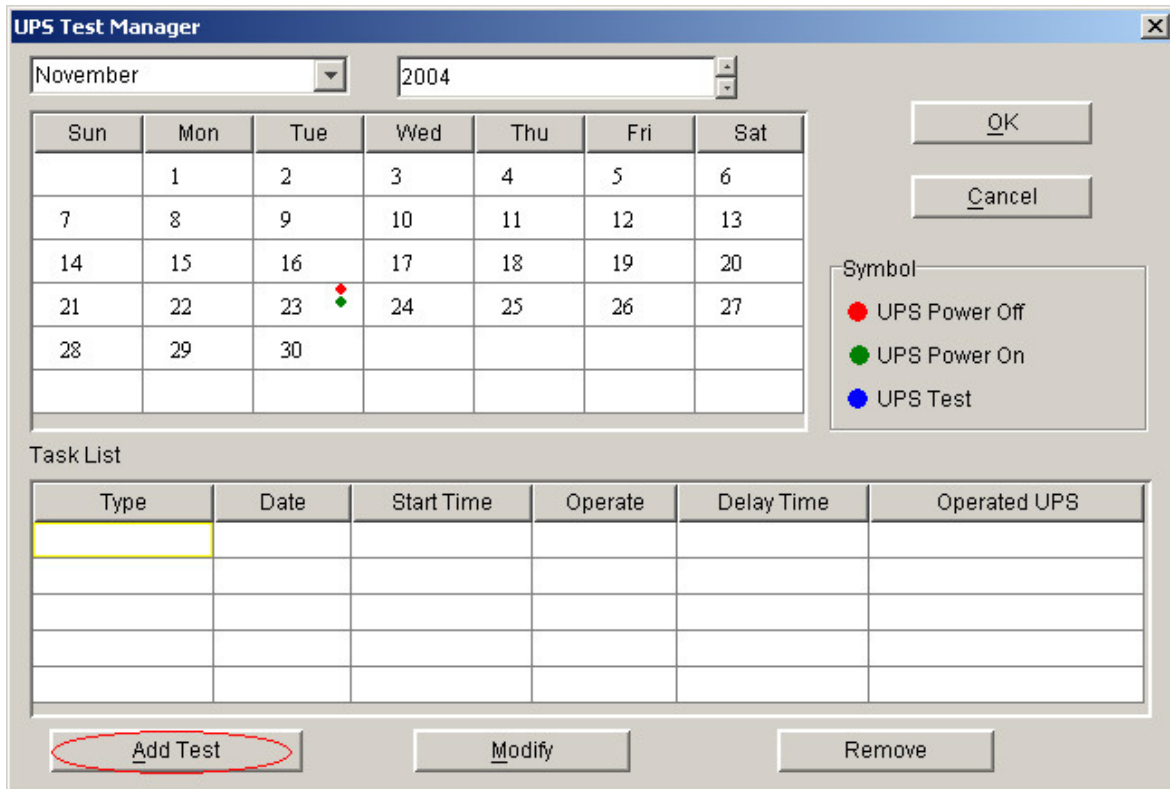 UPS Test Manager
November 2004
OK
Cancel
Sun Mon Tue Wed Thu Fri Sat
1 2 3 4 5 6
7 8 9 10 11 12 13
14 15 16 17 18 19 20
21 22 23 24 25 26 27
28 29 30
Symbol
UPS Power Off
UPS Power On
UPS Test
Task List
Type Date Start Time Operate Delay Time Operated UPS
Add Test Modify Remove